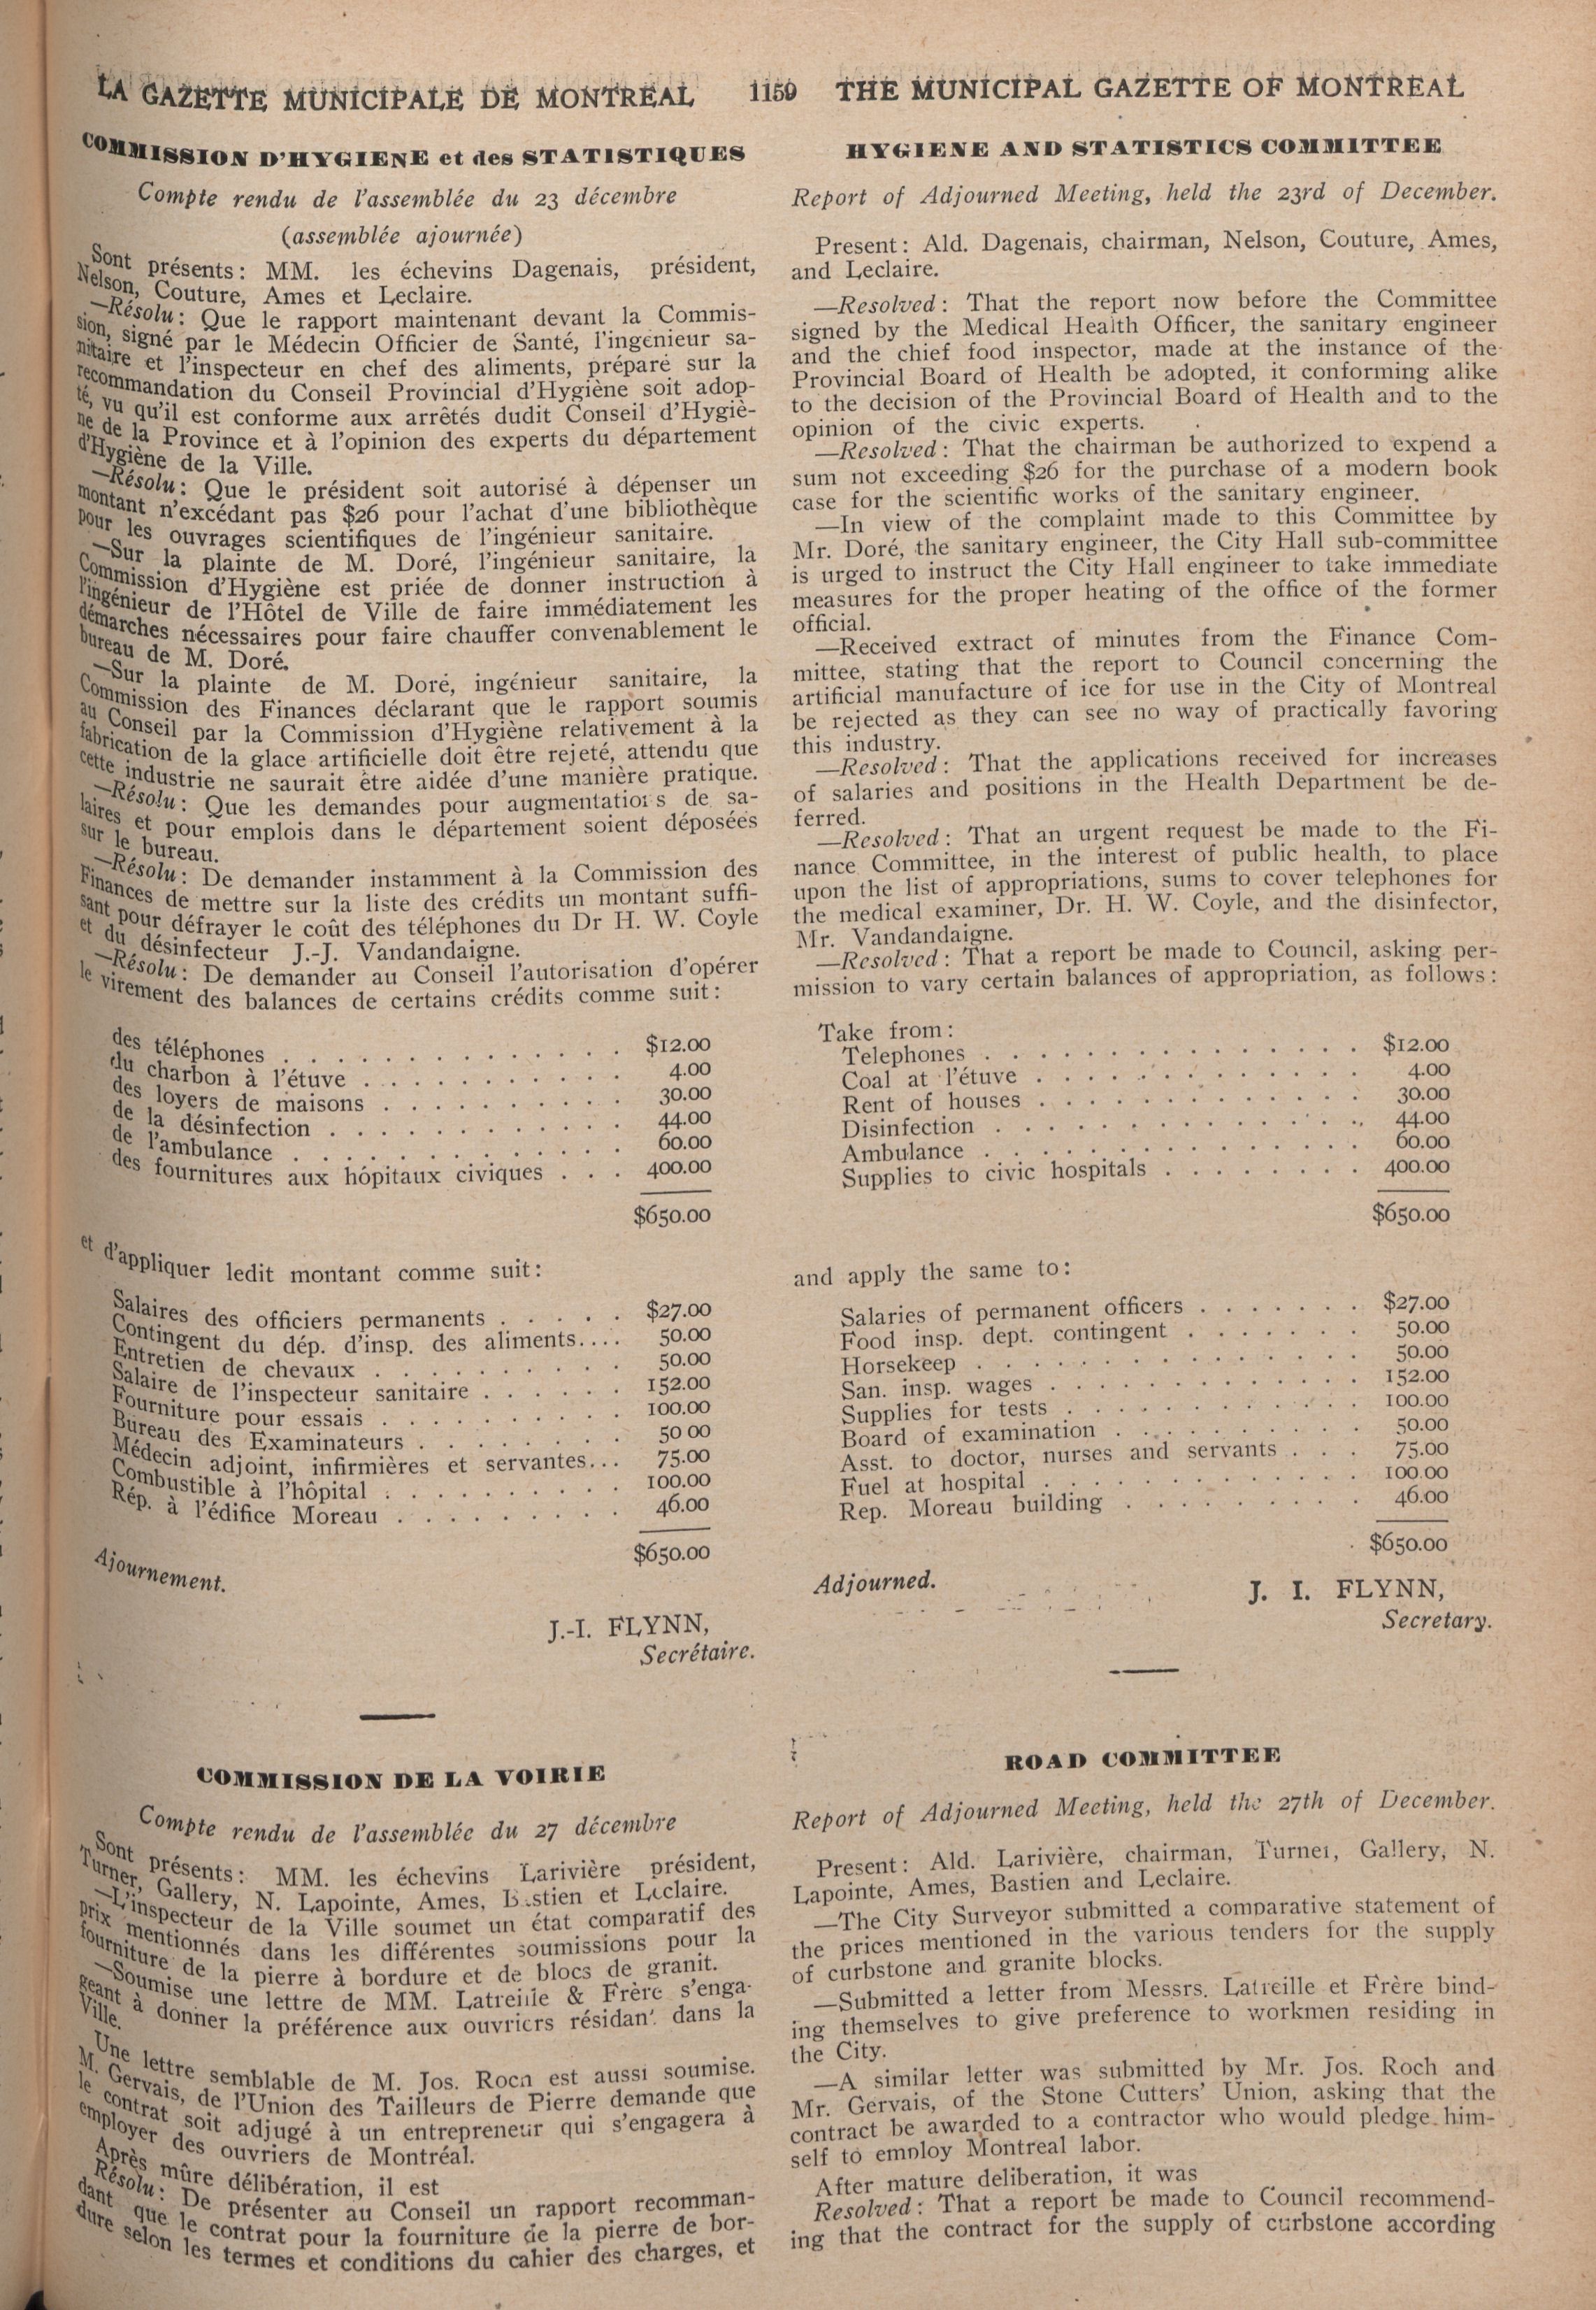 LA GAZETTE MUNICIPALE DE MONTREAL 1159 THE MUNICIPAL GAZETTE OF MONTREAL
COMMISSION D'HYGIENE et des STATISTIQUES
Compte rendu de l'assemblée du 23 décembre
(assemblée ajournée)
Sont présents: MM. les échevins Dagenais, président,
Nelson, Couture, Ames et Leclaire.
—Résolu: Que le rapport maintenant devant la Commis-
sion, signé par le Médecin Officier de Santé, l'ingénieur sa-
nitaire et l'inspecteur en chef des aliments, préparé sur la
recommandation du Conseil Provincial d'Hygiène soit adop-
té, vu qu'il est conforme aux arrêtés dudit Conseil d'Hygiè-
ne de la Province et à l'opinion des experts du département
d'Hygiène de la Ville.
—Résolu: Que le président soit autorisé à dépenser un
montant n'excédant pas $26 pour l'achat d'une bibliothèque
pour les ouvrages scientifiques de l'ingénieur sanitaire.
—Sur la plainte de M. Doré, l'ingénieur sanitaire, la
Commission d'Hygiène est priée de donner instruction à
l'ingénieur de l'Hôtel de Ville de faire immédiatement les
démarches nécessaires pour faire chauffer convenablement le
bureau de M. Doré.
—Sur la plainte de M. Doré, ingénieur sanitaire, la
Commission des Finances déclarant que le rapport soumis
au Conseil par la Commission d'Hygiène relativement à la
fabrication de la glace artificielle doit être rejeté, attendu que
cette industrie ne saurait être aidée d'une manière pratique.
—Résolu: Que les demandes pour augmentations de sa-
laires et pour emplois dans le département soient déposées
sur le bureau.
—Résolu: De demander instamment à la Commission des
Finances de mettre sur la liste des crédits un montant suffi-
sant pour défrayer le coût des téléphones du Dr H. W. Coyle
et du désinfecteur J.-J. Vandandaigne.
—Résolu: De demander au Conseil l'autorisation d'opérer
le virement des balances de certains crédits comme suit:
des téléphones . . . . . . . . . . . . . . $12.00
du charbon à l'étuve . . . . . . . . . . . 4.00
des loyers de maisons . . . . . . . . . . 30.00
de la désinfection . . . . . . . . . . . . 44.00
de l'ambulance . . . . . . . . . . . . . 60.00
des fournitures aux hópitaux civiques . . . 400.00
$650.00
et d'appliquer ledit montant comme suit:
Salaires des officiers permanents . . . . . $27.00
Contingent du dép. d'insp. des aliments.... 50.00
Entretien de chevaux . . . . . . . . . . 50.00
Salaire de l'inspecteur sanitaire . . . . . . 152.00
Fourniture pour essais . . . . . . . . . . 100.00
Bureau des Examinateurs . . . . . . . . 50 00
Médecin adjoint, infirmières et servantes... 75.00
Combustible à l'hôpital . . . . . . . . . . 100.00
Rép. à l'édifice Moreau . . . . . . . . . 46.00
$650.00
Ajournement.
J.-I. FLYNN,
Secrétaire.
COMMISSION DE LA VOIRIE
Compte rendu de l'assemblée du 27 décembre
Sont présents: MM. les échevins Larivière président,
Turner, Gallery, N. Lapointe, Ames, Bastien et Leclaire.
—L'inspecteur de la Ville soumet un état comparatif des
prix mentionnés dans les différentes soumissions pour la
fourniture de la pierre à bordure et de blocs de granit.
—Soumise une lettre de MM. Latreille & Frère s'enga-
geant à donner la préférence aux ouvriers résidant dans la
Ville.
Une lettre semblable de M. Jos. Roch est aussi soumise.
M. Gervais, de l'Union des Tailleurs de Pierre demande que
le contrat soit adjugé à un entrepreneur qui s'engagera à
employer des ouvriers de Montréal.
Après mûre délibération, il est
Résolu: De présenter au Conseil un rapport recomman-
dant que le contrat pour la fourniture de la pierre de bor-
dure selon les termes et conditions du cahier des charges, et
HYGIENE AND STATISTICS COMMITTEE
Report of Adjourned Meeting, held the 23rd of December.
Present: Ald. Dagenais, chairman, Nelson, Couture, Ames,
and Leclaire.
—Resolved: That the report now before the Committee
signed by the Medical Health Officer, the sanitary engineer
and the chief food inspector, made at the instance of the
Provincial Board of Health be adopted, it conforming alike
to the decision of the Provincial Board of Health and to the
opinion of the civic experts.
—Resolved: That the chairman be authorized to expend a
sum not exceeding $26 for the purchase of a modern book
case for the scientific works of the sanitary engineer.
—In view of the complaint made to this Committee by
Mr. Doré, the sanitary engineer, the City Hall sub-committee
is urged to instruct the City Hall engineer to take immediate
measures for the proper heating of the office of the former
official.
—Received extract of minutes from the Finance Com-
mittee, stating that the report to Council concerning the
artificial manufacture of ice for use in the City of Montreal
be rejected as they can see no way of practically favoring
this industry.
—Resolved: That the applications received for increases
of salaries and positions in the Health Department be de-
ferred.
—Resolved: That an urgent request be made to the Fi-
nance Committee, in the interest of public health, to place
upon the list of appropriations, sums to cover telephones for
the medical examiner, Dr. H. W. Coyle, and the disinfector,
Mr. Vandandaigne.
—Resolved: That a report be made to Council, asking per-
mission to vary certain balances of appropriation, as follows:
Take from:
Telephones . . . . . . . . . . . . . . . $12.00
Coal at l'étuve . . . . . . . . . . . . . 4.00
Rent of houses . . . . . . . . . . . . . 30.00
Disinfection . . . . . . . . . . . . . . . 44.00
Ambulance . . . . . . . . . . . . . . . 60.00
Supplies to civic hospitals . . . . . . . . 400.00
$650.00
and apply the same to:
Salaries of permanent officers . . . . . . . $27.00
Food insp. dept. contingent . . . . . . . 50.00
Horsekeep . . . . . . . . . . . . . . . 50.00
San. insp. wages . . . . . . . . . . . . 152.00
Supplies for tests . . . . . . . . . . . . 100.00
Board of examination . . . . . . . . . . 50.00
Asst. to doctor, nurses and servants . . . 75.00
Fuel at hospital . . . . . . . . . . . . . 100.00
Rep. Moreau building . . . . . . . . . 46.00
$650.00
Adjourned.
J. I. FLYNN,
Secretary.
ROAD COMMITTEE
Report of Adjourned Meeting, held the 27th of December.
Present: Ald. Larivière, chairman, Turner, Gallery, N.
Lapointe, Ames, Bastien and Leclaire.
—The City Surveyor submitted a comparative statement of
the prices mentioned in the various tenders for the supply
of curbstone and granite blocks.
—Submitted a letter from Messrs. Latreille et Frère bind-
ing themselves to give preference to workmen residing in
the City.
—A similar letter was submitted by Mr. Jos. Roch and
Mr. Gervais, of the Stone Cutters' Union, asking that the
contract be awarded to a contractor who would pledge him-
self to employ Montreal labor.
After mature deliberation, it was
Resolved: That a report be made to Council recommend-
ing that the contract for the supply of curbstone according